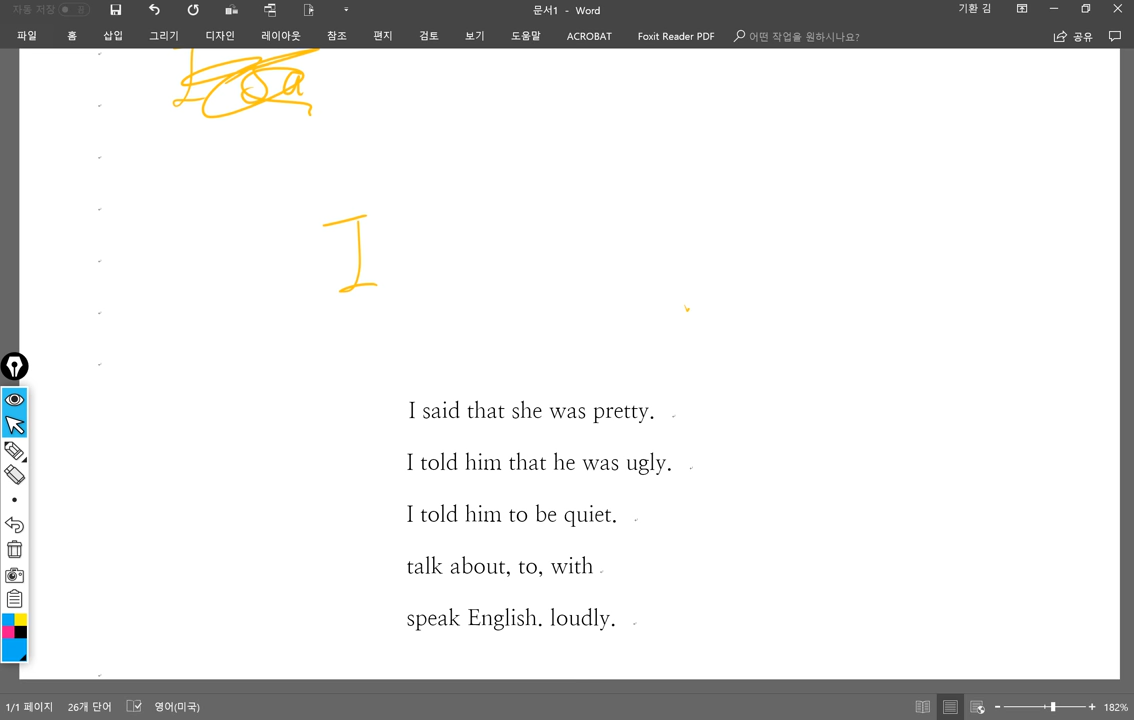 자동 저장
문서1 - Word
기환 김
파일 홈 삽입 그리기 디자인 레이아웃 참조 편지 검토 보기 도움말 ACROBAT Foxit Reader PDF 어떤 작업을 원하시나요? 공유
I
I said that she was pretty.
I told him that he was ugly.
I told him to be quiet.
talk about, to, with
speak English. loudly.
1/1 페이지 26개 단어 영어(미국) 182%